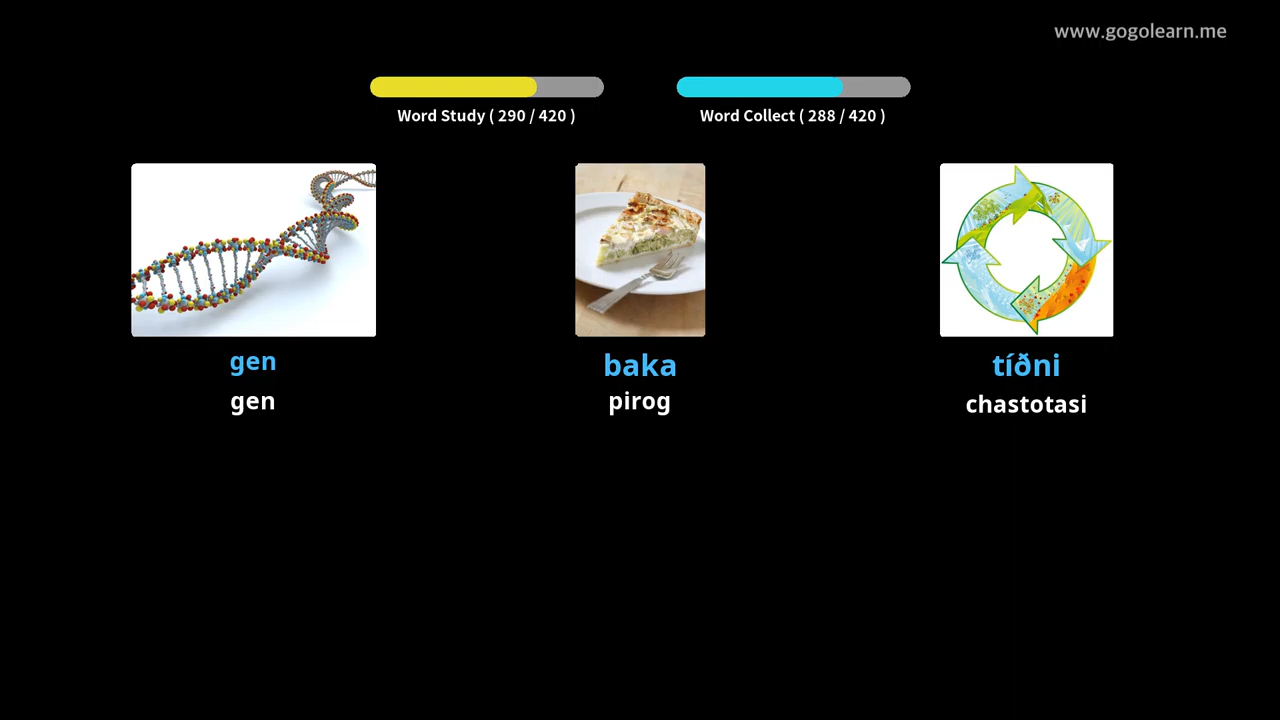 www.gogolearn.me
Word Study ( 290 / 420 )
Word Collect ( 288 / 420 )
gen
gen
baka
pirog
tíðni
chastotasi